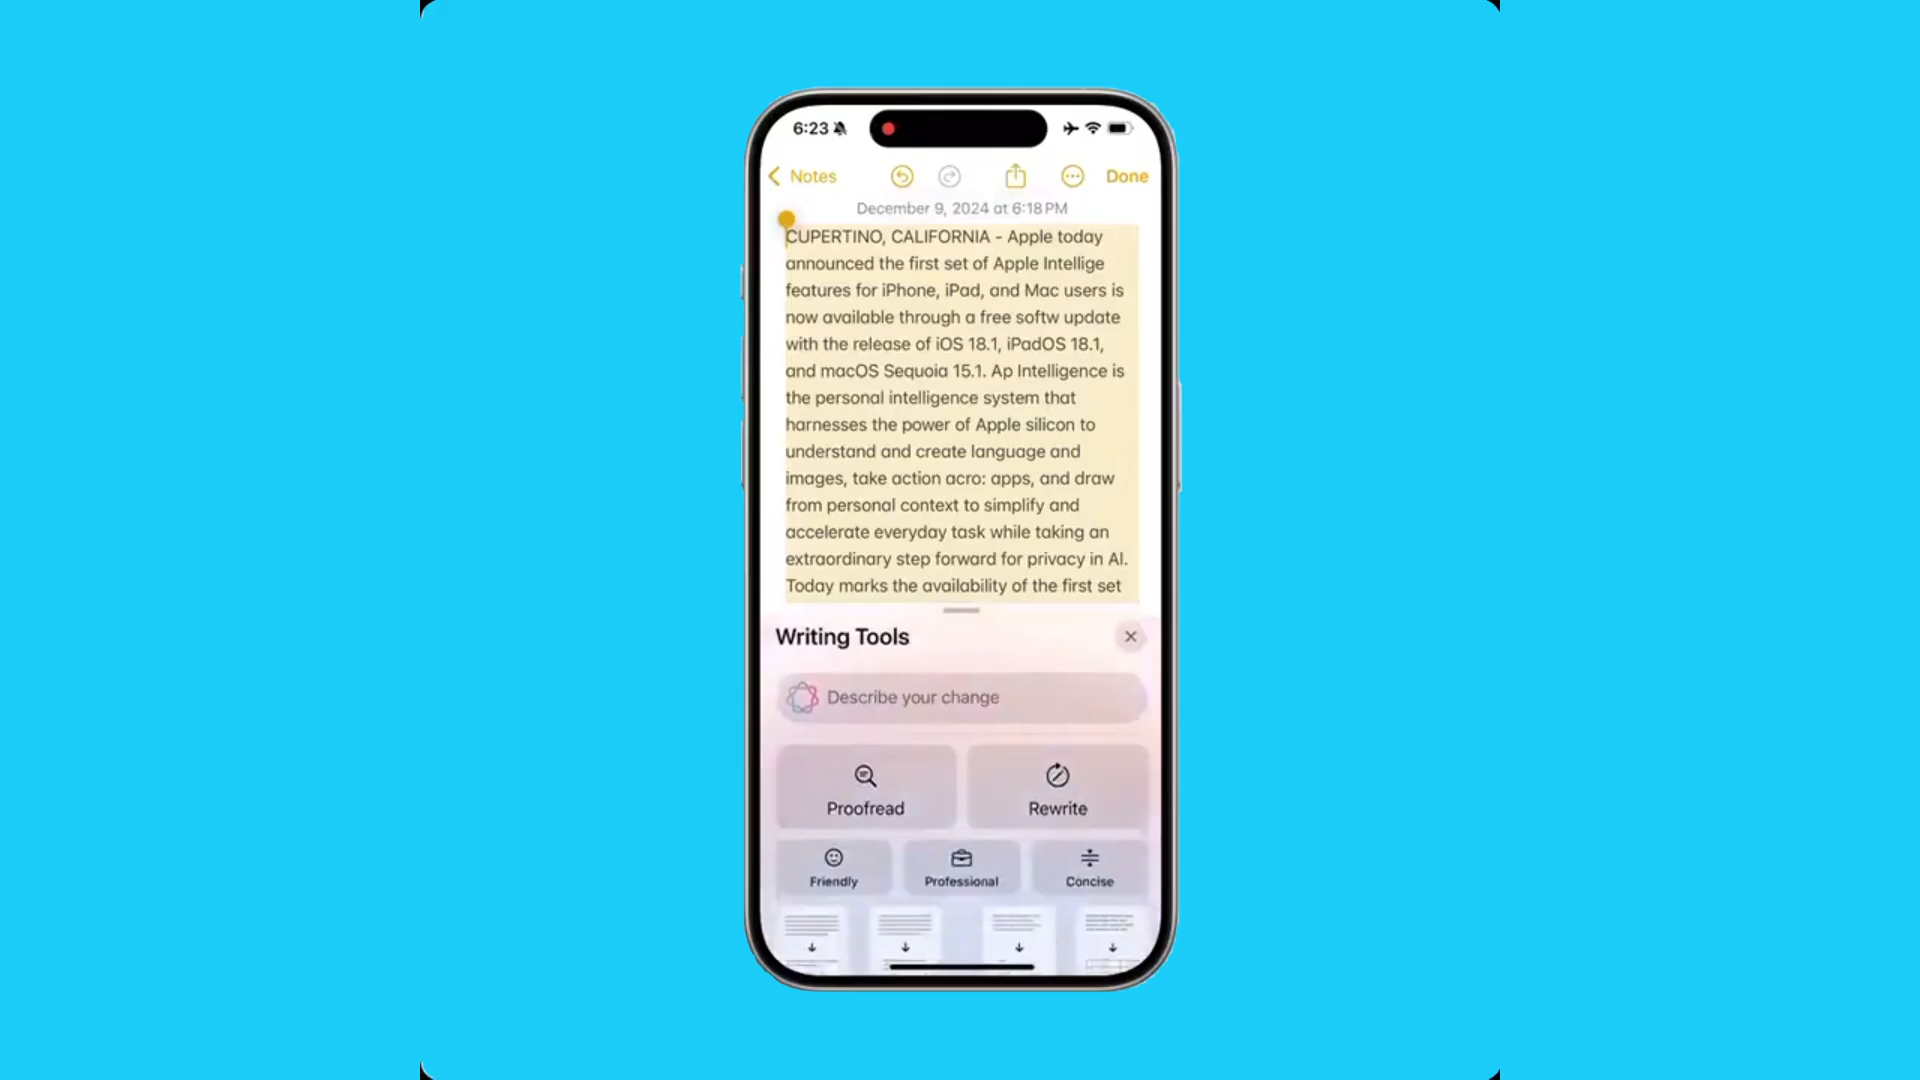 6:23
Notes
Done
December 9, 2024 at 6:18 PM
CUPERTINO, CALIFORNIA - Apple today
announced the first set of Apple Intellige
features for iPhone, iPad, and Mac users is
now available through a free softw update
with the release of iOS 18.1, iPadOS 18.1,
and macOS Sequoia 15.1. Ap Intelligence is
the personal intelligence system that
harnesses the power of Apple silicon to
understand and create language and
images, take action acro: apps, and draw
from personal context to simplify and
accelerate everyday task while taking an
extraordinary step forward for privacy in AI.
Today marks the availability of the first set
Writing Tools
Describe your change
Proofread
Rewrite
Friendly
Professional
Concise